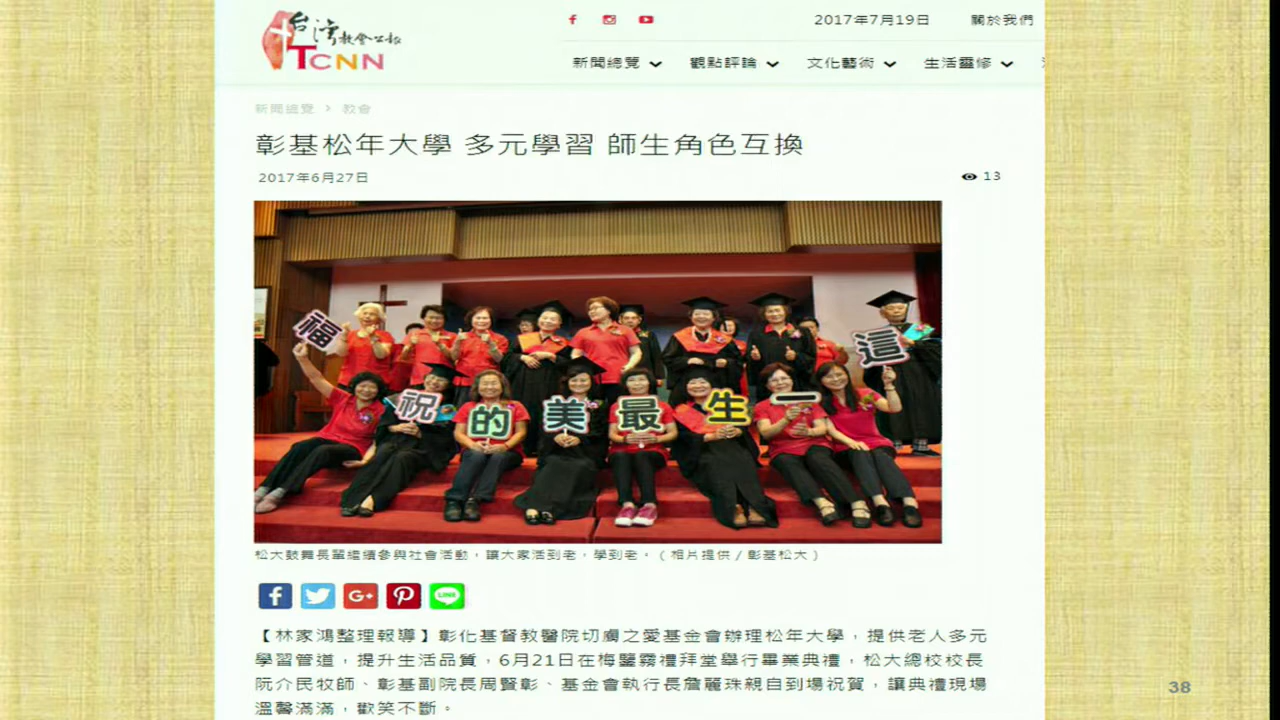 台灣教會公報
TCNN
2017年7月19日
關於我們
新聞總覽
觀點評論
文化藝術
生活靈修
新聞總覽 > 教會
彰基松年大學 多元學習 師生角色互換
2017年6月27日
13
福
這
祝
的
美
最
生
一
松大鼓舞長輩繼續參與社會活動，讓大家活到老，學到老。（相片提供／彰基松大）
G+
LINE
【林家鴻整理報導】彰化基督教醫院切膚之愛基金會辦理松年大學，提供老人多元
學習管道，提升生活品質，6月21日在梅鑒霧禮拜堂舉行畢業典禮，松大總校校長
阮介民牧師、彰基副院長周賢彰、基金會執行長詹麗珠親自到場祝賀，讓典禮現場
溫馨滿滿，歡笑不斷。
38